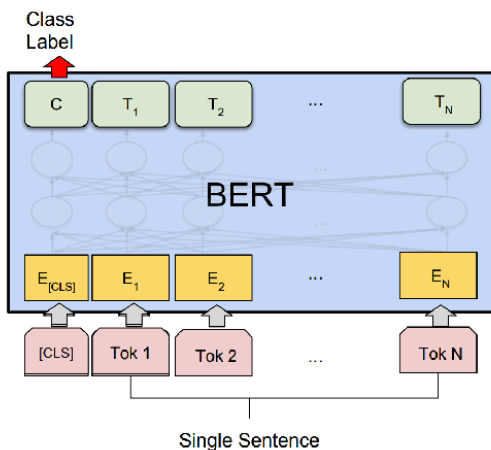 Class
Label
C T1 T2 ... TN
...
BERT
...
E[CLS] E1 E2 ... EN
[CLS] Tok 1 Tok 2 ... Tok N
Single Sentence